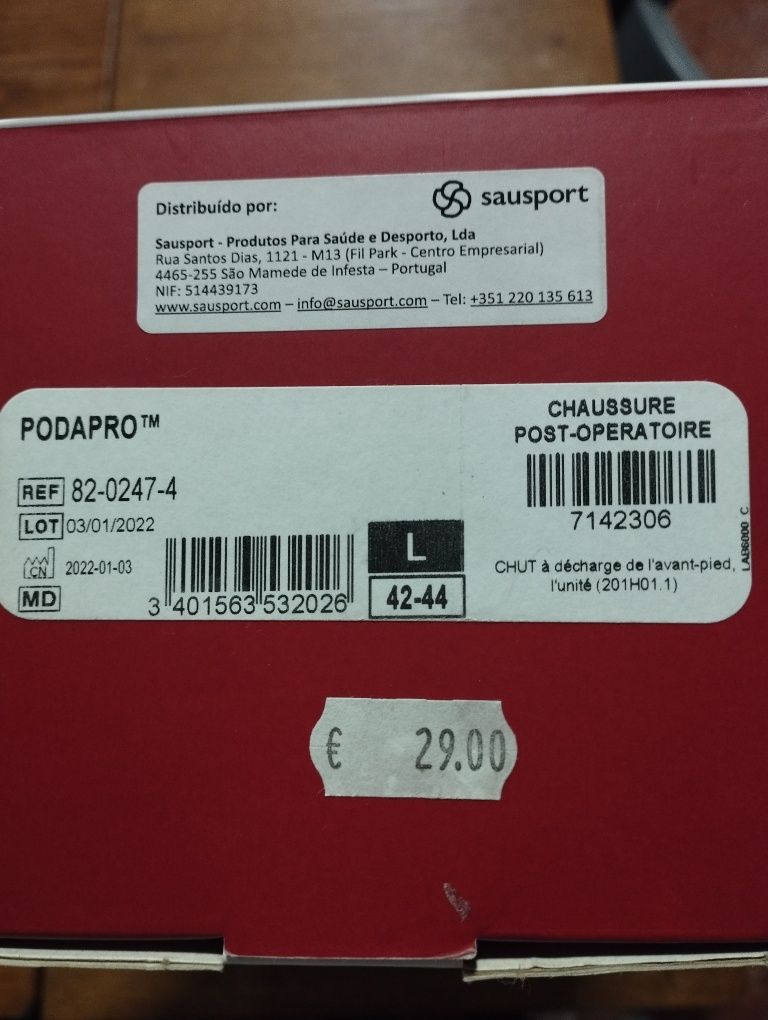 Distribuído por:
sausport
Sausport - Produtos Para Saúde e Desporto, Lda
Rua Santos Dias, 1121 - M13 (Fil Park - Centro Empresarial)
4465-255 São Mamede de Infesta – Portugal
NIF: 514439173
www.sausport.com – info@sausport.com – Tel: +351 220 135 613
PODAPRO™
REF 82-0247-4
LOT 03/01/2022
CN 2022-01-03
MD
3 401563 532026
L
42-44
CHAUSSURE
POST-OPERATOIRE
7142306
CHUT à décharge de l'avant-pied,
l'unité (201H01.1)
LAB6000 C
€ 29.00